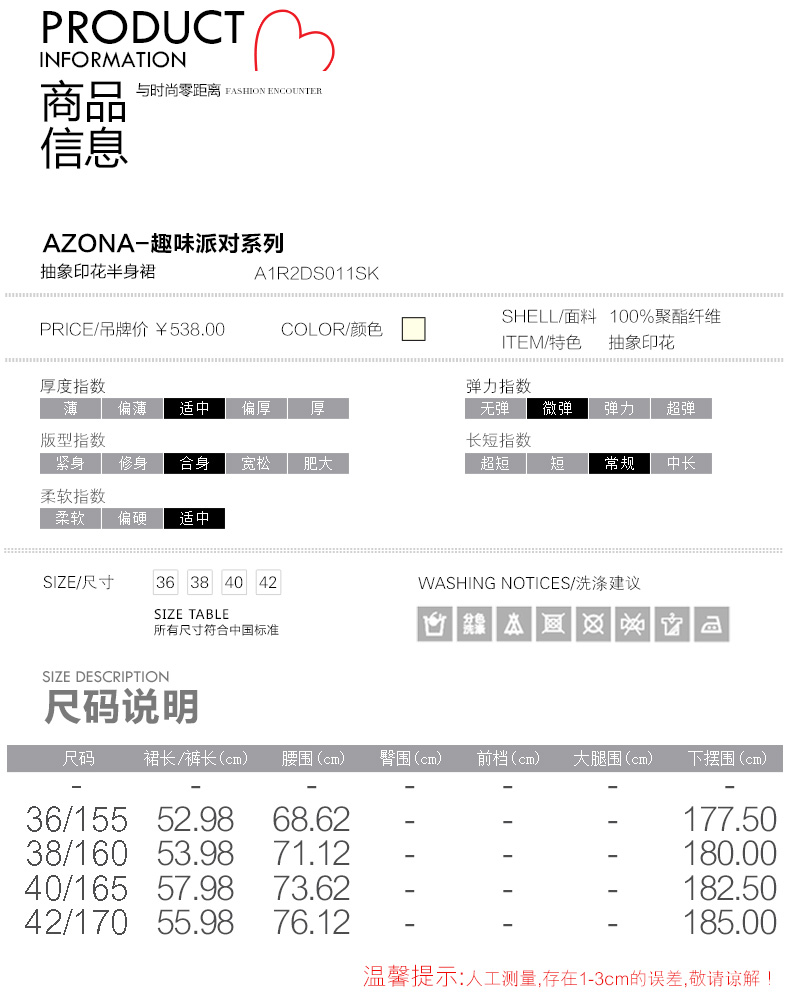 PRODUCT
INFORMATION
商品
信息
与时尚零距离 FASHION ENCOUNTER
AZONA-趣味派对系列
抽象印花半身裙 A1R2DS011SK
PRICE/吊牌价 ¥538.00 COLOR/颜色
SHELL/面料 100%聚酯纤维
ITEM/特色 抽象印花
厚度指数
薄 偏薄 适中 偏厚 厚
弹力指数
无弹 微弹 弹力 超弹
版型指数
紧身 修身 合身 宽松 肥大
长短指数
超短 短 常规 中长
柔软指数
柔软 偏硬 适中
SIZE/尺寸 36 38 40 42
SIZE TABLE
所有尺寸符合中国标准
WASHING NOTICES/洗涤建议
分色
洗涤
SIZE DESCRIPTION
尺码说明
尺码 裙长/裤长(cm) 腰围(cm) 臀围(cm) 前档(cm) 大腿围(cm) 下摆围(cm)
- - - - - - -
36/155 52.98 68.62 - - - 177.50
38/160 53.98 71.12 - - - 180.00
40/165 57.98 73.62 - - - 182.50
42/170 55.98 76.12 - - - 185.00
温馨提示:人工测量,存在1-3cm的误差,敬请谅解！